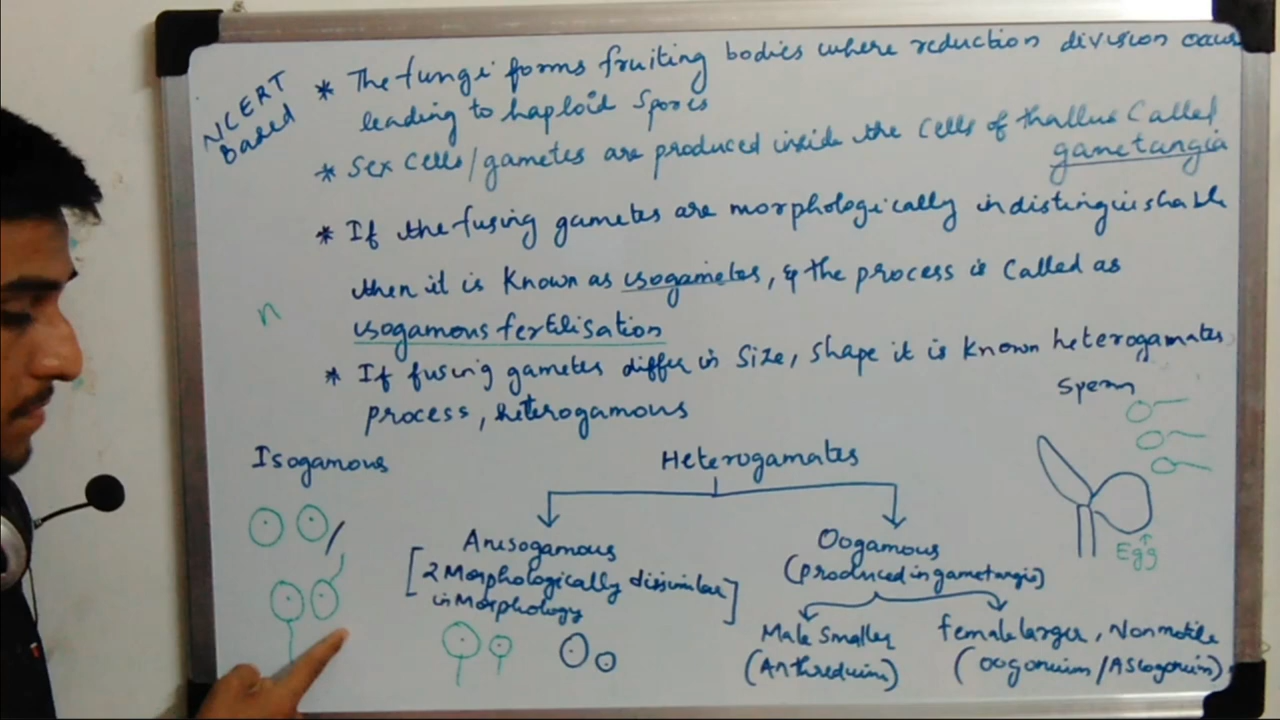 NCERT
Based
* The fungi forms fruiting bodies where reduction division occurs
leading to haploid spores
* Sex cells/gametes are produced inside the cells of thallus called
gametangia
* If the fusing gametes are morphologically indistinguishable
then it is known as isogametes, & the process is called as
isogamous fertilisation
* If fusing gametes differ in size, shape it is known heterogamates
process, heterogamous
n
Sperm
Egg
Isogamous
Heterogamates
Anisogamous
[2 Morphologically dissimilar]
in Morphology
Oogamous
(produced in gametangia)
Male smaller
(Anthredium)
female larger, Nonmotile
(oogonium/Ascogonium)